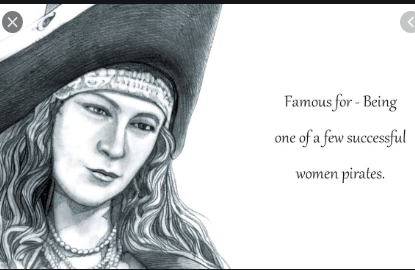 Famous for - Being
one of a few successful
women pirates.